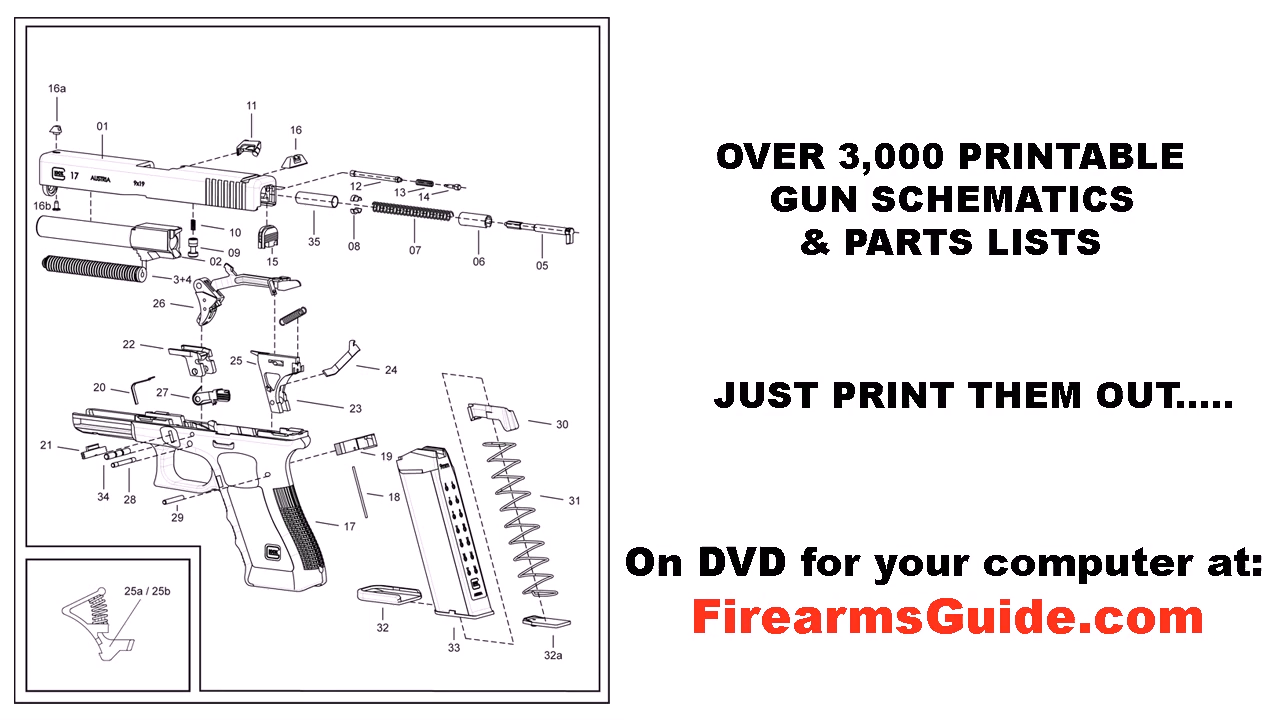 16a
01
11
16
17
AUSTRIA
9x19
12
13
14
16b
10
09
02
15
35
08
07
06
05
3+4
26
22
25
24
20
27
23
21
19
30
34
28
18
31
29
17
9mm
32
33
32a
25a / 25b
OVER 3,000 PRINTABLE
GUN SCHEMATICS
& PARTS LISTS
JUST PRINT THEM OUT.....
On DVD for your computer at:
FirearmsGuide.com